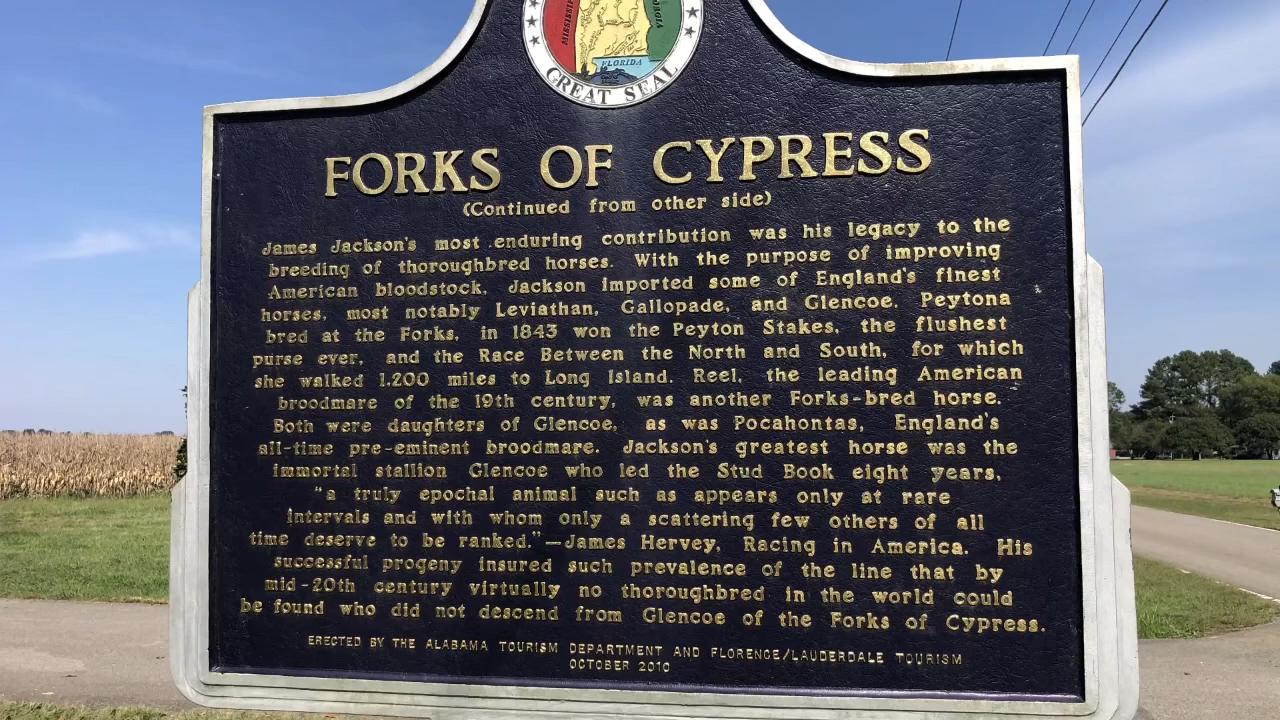 MISSISSIP
ORGIA
FLORIDA
GREAT SEAL
FORKS OF CYPRESS
(Continued from other side)
James Jackson's most enduring contribution was his legacy to the
breeding of thoroughbred horses. With the purpose of improving
American bloodstock, Jackson imported some of England's finest
horses, most notably Leviathan, Gallopade, and Glencoe. Peytona
bred at the Forks, in 1843 won the Peyton Stakes, the flushest
purse ever, and the Race Between the North and South, for which
she walked 1,200 miles to Long Island. Reel, the leading American
broodmare of the 19th century, was another Forks-bred horse.
Both were daughters of Glencoe, as was Pocahontas, England's
all-time pre-eminent broodmare. Jackson's greatest horse was the
immortal stallion Glencoe who led the Stud Book eight years,
"a truly epochal animal such as appears only at rare
intervals and with whom only a scattering few others of all
time deserve to be ranked."—James Hervey, Racing in America. His
successful progeny insured such prevalence of the line that by
mid-20th century virtually no thoroughbred in the world could
be found who did not descend from Glencoe of the Forks of Cypress.
ERECTED BY THE ALABAMA TOURISM DEPARTMENT AND FLORENCE/LAUDERDALE TOURISM
OCTOBER 2010